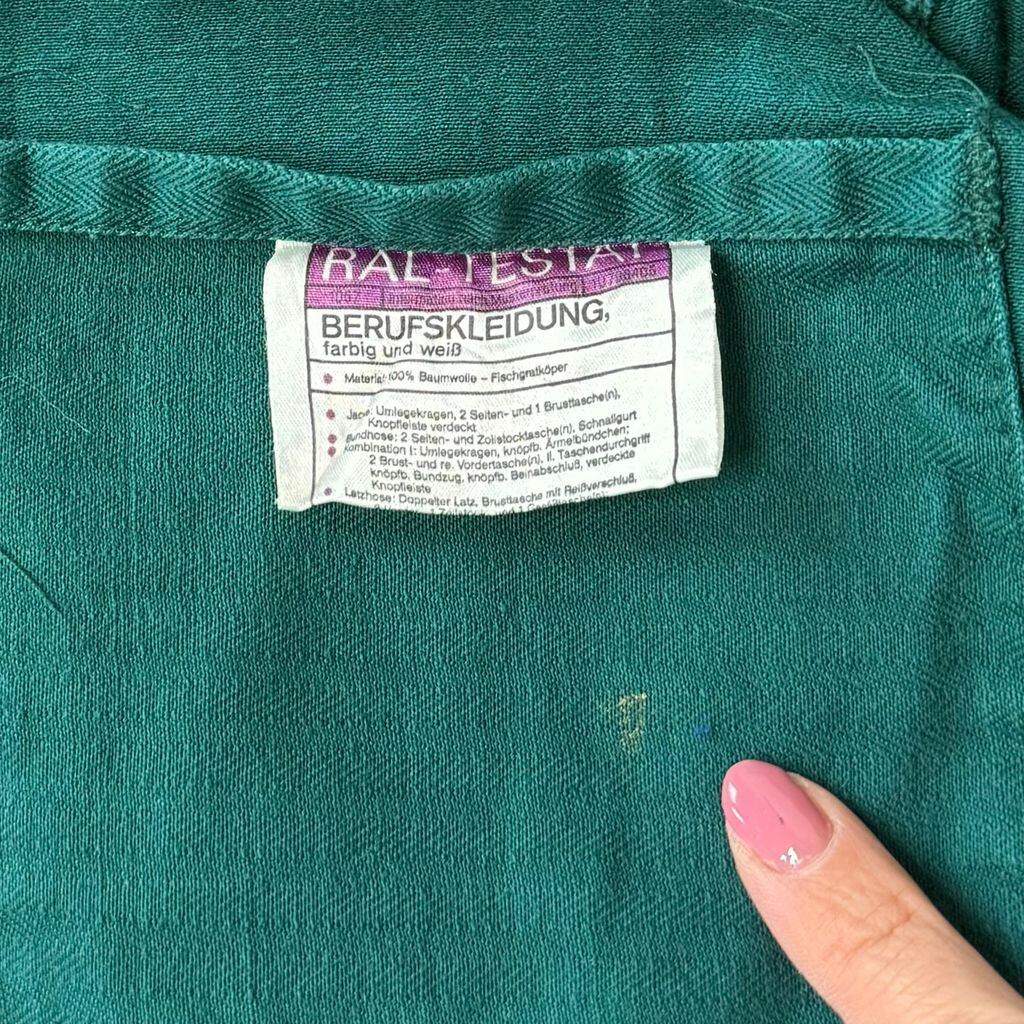 RAL-TESTAT
BERUFSKLEIDUNG,
farbig und weiß
Material: 100% Baumwolle – Fischgratköper
Jacke: Umlegekragen, 2 Seiten- und 1 Brusttasche(n),
Knopfleiste verdeckt
Bundhose: 2 Seiten- und Zollstocktasche(n), Schnallgurt
Kombination I: Umlegekragen, knöpfb. Ärmelbündchen;
2 Brust- und re. Vordertasche(n), II. Taschendurchgriff
knöpfb. Bundzug, knöpfb. Beinabschluß, verdeckte
Knopfleiste
Latzhose: Doppelter Latz, Brusttasche mit Reißverschluß,